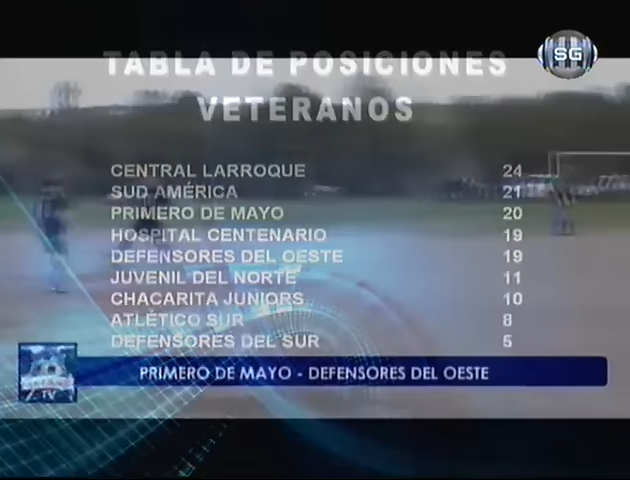 SG
TABLA DE POSICIONES
VETERANOS
CENTRAL LARROQUE 24
SUD AMÉRICA 21
PRIMERO DE MAYO 20
HOSPITAL CENTENARIO 19
DEFENSORES DEL OESTE 19
JUVENIL DEL NORTE 11
CHACARITA JUNIORS 10
ATLÉTICO SUR 8
DEFENSORES DEL SUR 5
PRIMERO DE MAYO - DEFENSORES DEL OESTE
TV